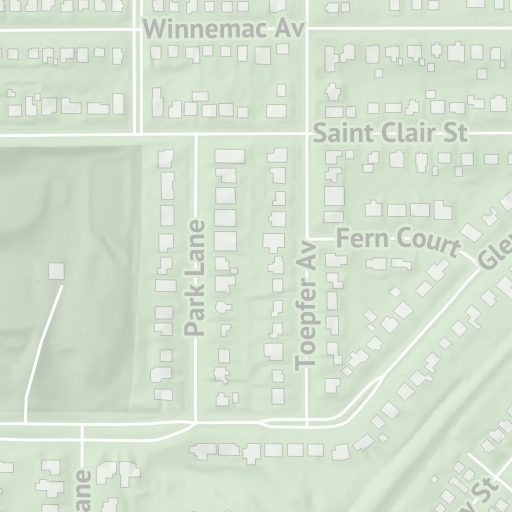 Winnemac Av
Saint Clair St
Park Lane
Toepfer Av
Fern Court